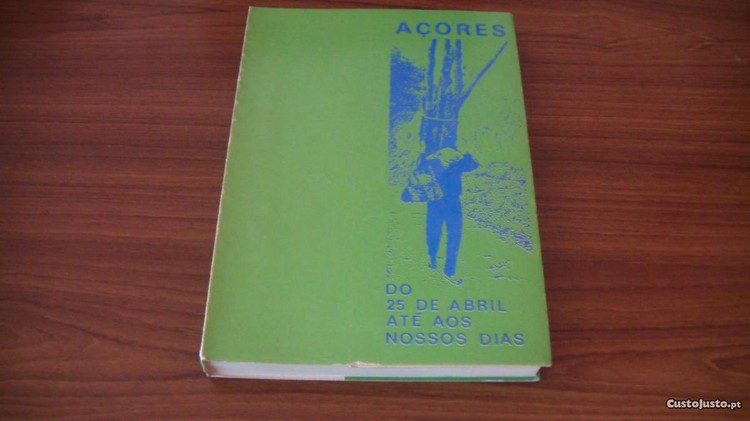 AÇORES
DO
25 DE ABRIL
ATÉ AOS
NOSSOS DIAS
CustoJusto.pt